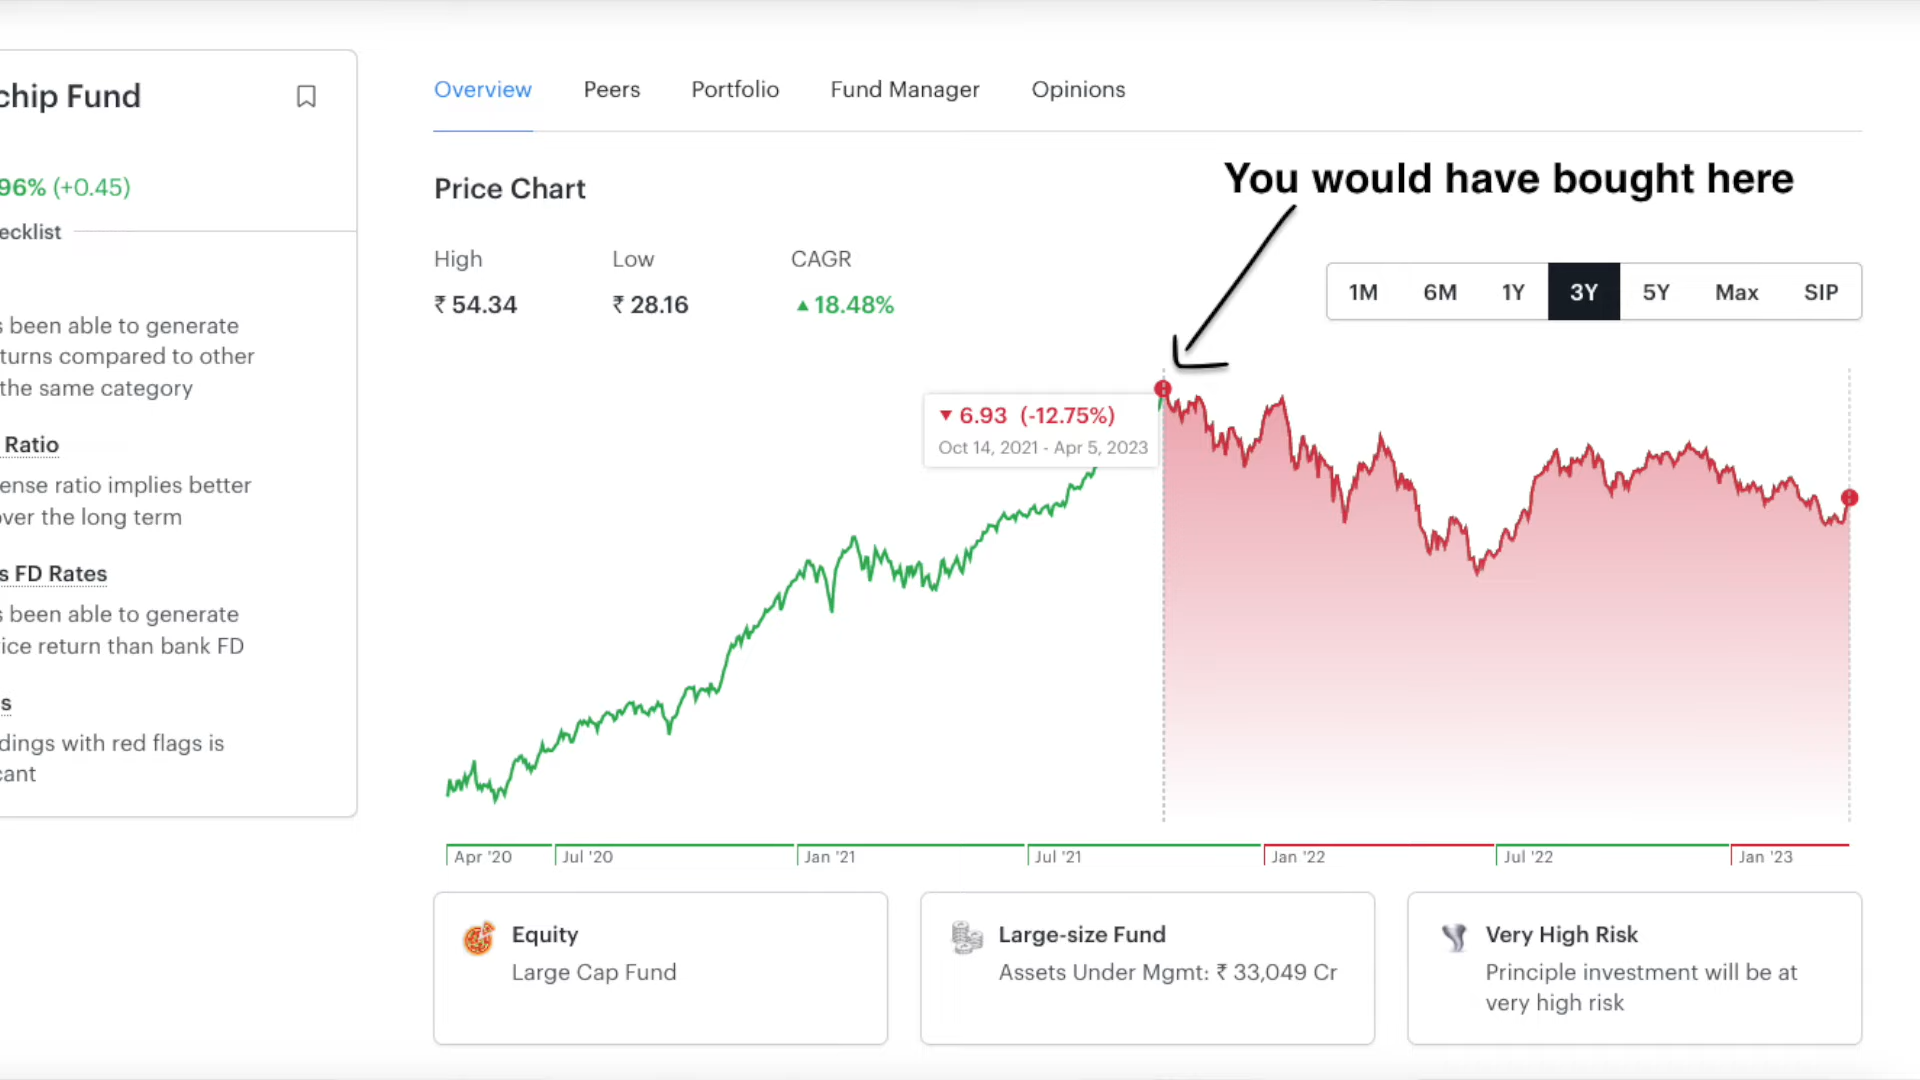 chip Fund
96% (+0.45)
ecklist
s been able to generate
turns compared to other
the same category
Ratio
ense ratio implies better
over the long term
s FD Rates
s been able to generate
ice return than bank FD
s
dings with red flags is
cant
Overview Peers Portfolio Fund Manager Opinions
Price Chart
You would have bought here
High Low CAGR
₹ 54.34 ₹ 28.16 ▲ 18.48%
1M 6M 1Y 3Y 5Y Max SIP
▼ 6.93 (-12.75%)
Oct 14, 2021 - Apr 5, 2023
Apr '20 Jul '20 Jan '21 Jul '21 Jan '22 Jul '22 Jan '23
Equity
Large Cap Fund
Large-size Fund
Assets Under Mgmt: ₹ 33,049 Cr
Very High Risk
Principle investment will be at
very high risk